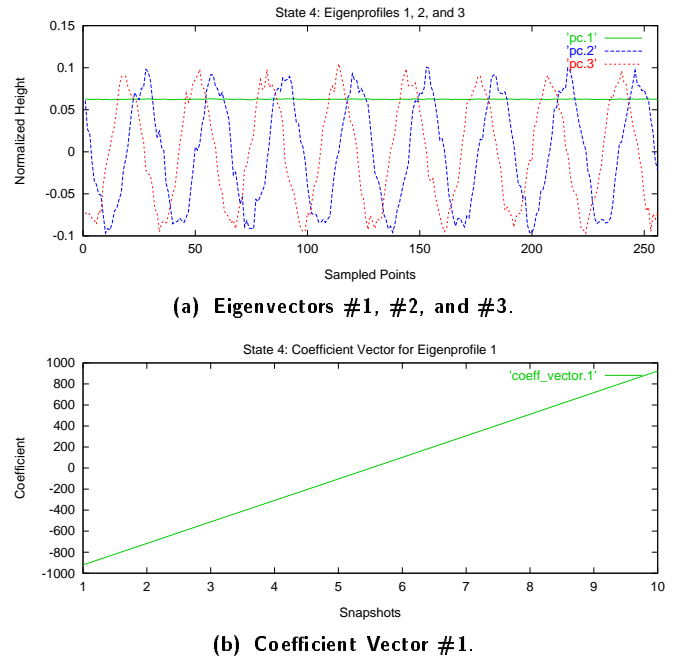 State 4: Eigenprofiles 1, 2, and 3
'pc.1'
'pc.2'
'pc.3'
0.15
0.1
0.05
0
-0.05
-0.1
Normalized Height
0 50 100 150 200 250
Sampled Points
(a) Eigenvectors #1, #2, and #3.
State 4: Coefficient Vector for Eigenprofile 1
'coeff_vector.1'
1000
800
600
400
200
0
-200
-400
-600
-800
-1000
Coefficient
1 2 3 4 5 6 7 8 9 10
Snapshots
(b) Coefficient Vector #1.